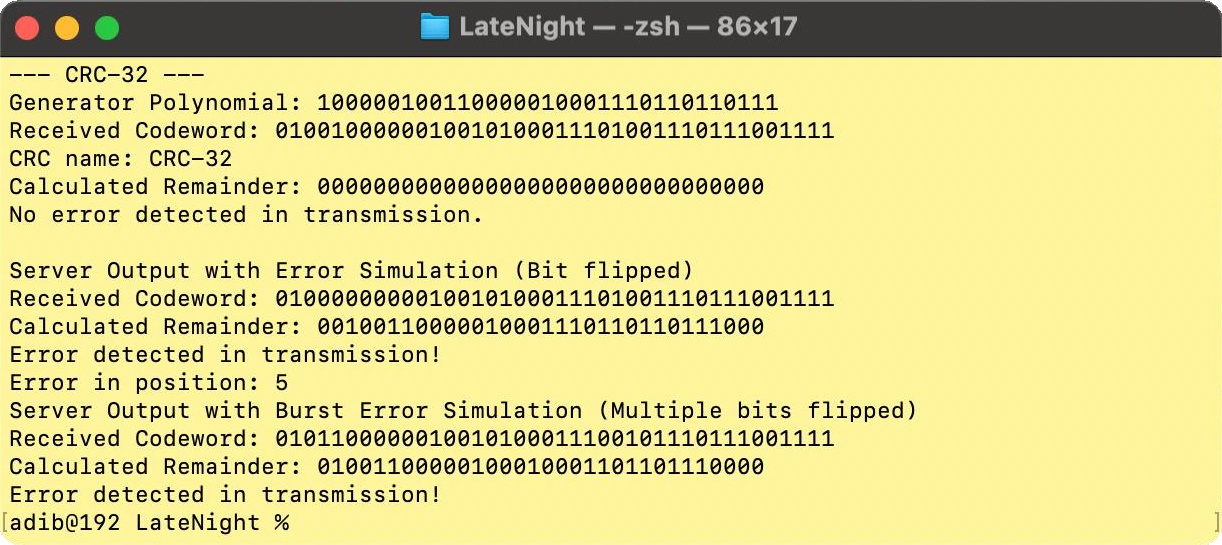 LateNight — -zsh — 86×17
--- CRC-32 ---
Generator Polynomial: 100000100110000010001110110110111
Received Codeword: 0100100000010010100011101001110111001111
CRC name: CRC-32
Calculated Remainder: 00000000000000000000000000000000
No error detected in transmission.
Server Output with Error Simulation (Bit flipped)
Received Codeword: 0100000000010010100011101001110111001111
Calculated Remainder: 00100110000010001110110110111000
Error detected in transmission!
Error in position: 5
Server Output with Burst Error Simulation (Multiple bits flipped)
Received Codeword: 0101100000010010100011100101110111001111
Calculated Remainder: 01001100000100010001101101110000
Error detected in transmission!
[adib@192 LateNight % ]